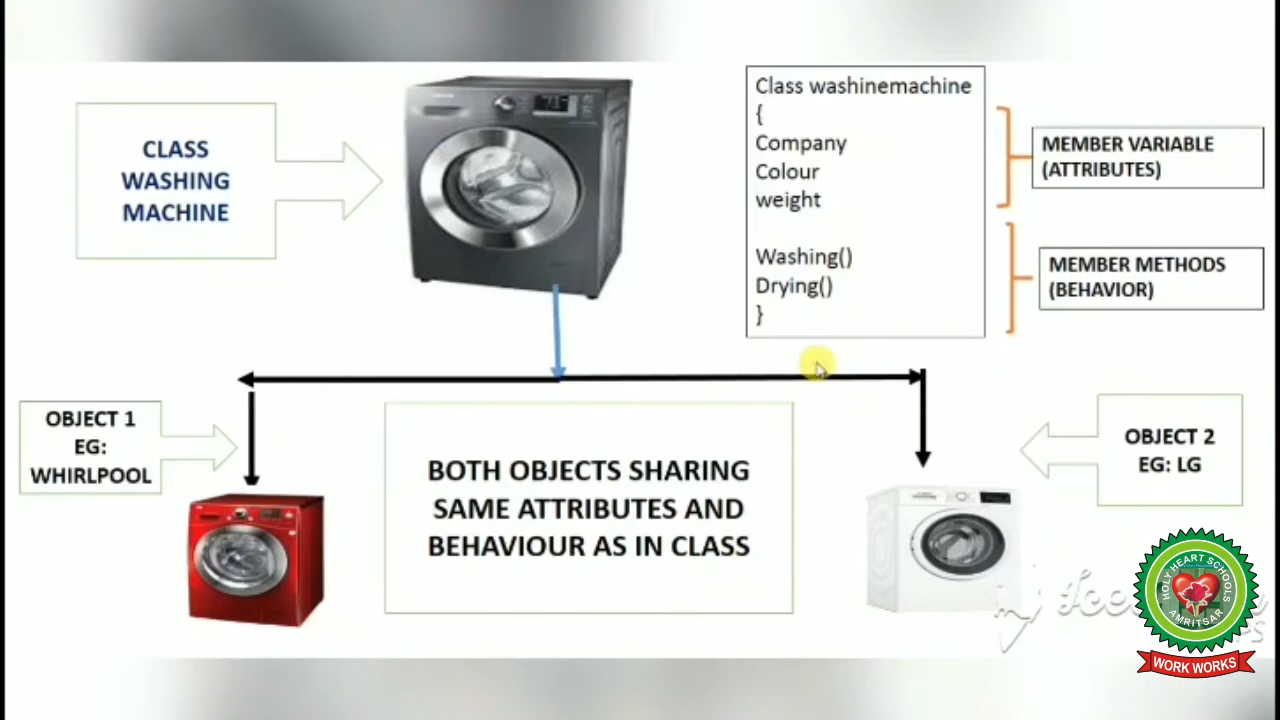 CLASS
WASHING
MACHINE
Class washinemachine
{
Company
Colour
weight
Washing()
Drying()
}
MEMBER VARIABLE
(ATTRIBUTES)
MEMBER METHODS
(BEHAVIOR)
OBJECT 1
EG:
WHIRLPOOL
BOTH OBJECTS SHARING
SAME ATTRIBUTES AND
BEHAVIOUR AS IN CLASS
OBJECT 2
EG: LG
HOLY HEART SCHOOLS
AMRITSAR
WORK WORKS